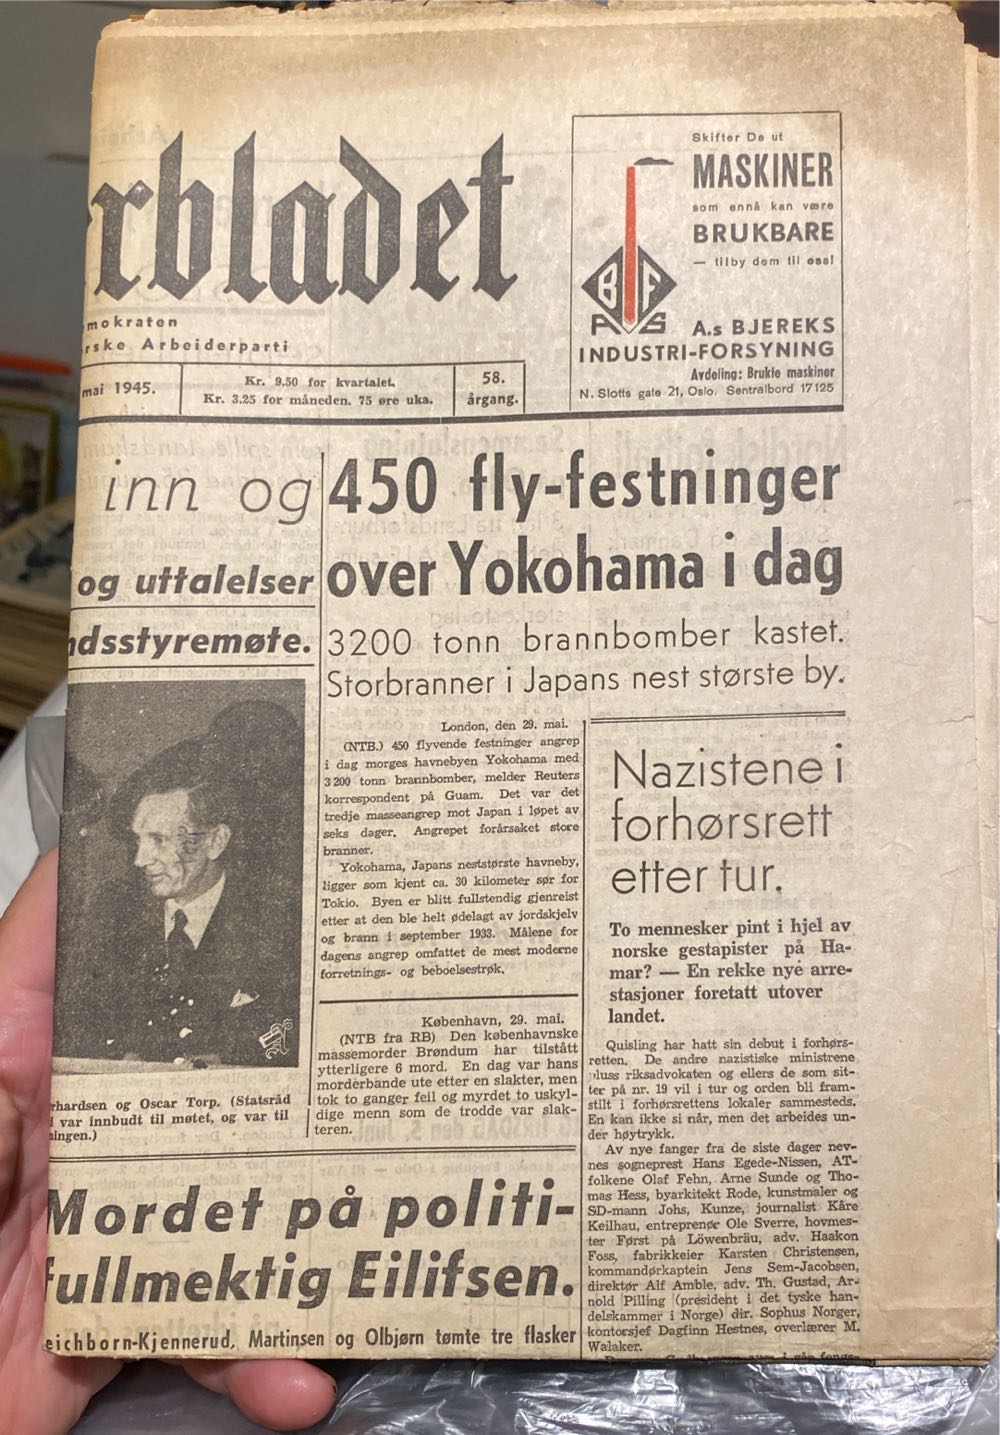 rbladet
mokraten
rske Arbeiderparti
mai 1945.
Kr. 9.50 for kvartalet.
Kr. 3.25 for måneden. 75 øre uka.
58.
årgang.
Skifter De ut
MASKINER
som ennå kan være
BRUKBARE
— tilby dem til oss!
B F
A S
A.s BJEREKS
INDUSTRI-FORSYNING
Avdeling: Brukte maskiner
N. Slotts gate 21, Oslo. Sentralbord 17125
inn og
og uttalelser
ndsstyremøte.
rhardsen og Oscar Torp. (Statsråd
var innbudt til møtet, og var til
ningen.)
450 fly-festninger
over Yokohama i dag
3200 tonn brannbomber kastet.
Storbranner i Japans nest største by.
London, den 29. mai.
(NTB.) 450 flyvende festninger angrep
i dag morges havnebyen Yokohama med
3 200 tonn brannbomber, melder Reuters
korrespondent på Guam. Det var det
tredje masseangrep mot Japan i løpet av
seks dager. Angrepet forårsaket store
branner.
Yokohama, Japans neststørste havneby,
ligger som kjent ca. 30 kilometer sør for
Tokio. Byen er blitt fullstendig gjenreist
etter at den ble helt ødelagt av jordskjelv
og brann i september 1933. Målene for
dagens angrep omfattet de mest moderne
forretnings- og beboelsestrøk.
København, 29. mai.
(NTB fra RB) Den københavnske
massemorder Brøndum har tilstått
ytterligere 6 mord. En dag var hans
morderbande ute etter en slakter, men
tok to ganger feil og myrdet to uskyl-
dige menn som de trodde var slak-
teren.
Nazistene i
forhørsrett
etter tur.
To mennesker pint i hjel av
norske gestapister på Ha-
mar? — En rekke nye arre-
stasjoner foretatt utover
landet.
Quisling har hatt sin debut i forhørs-
retten. De andre nazistiske ministrene
pluss riksadvokaten og ellers de som sit-
ter på nr. 19 vil i tur og orden bli frem-
stilt i forhørsrettens lokaler sammesteds.
En kan ikke si når, men det arbeides un-
der høytrykk.
Av nye fanger fra de siste dager nev-
nes sogneprest Hans Egede-Nissen, AT-
folkene Olaf Fehn, Arne Sunde og Tho-
mas Hess, byarkitekt Rode, kunstmaler og
SD-mann Johs, Kunze, journalist Kåre
Keilhau, entreprenør Ole Sverre, hovmes-
ter Først på Löwenbräu, adv. Haakon
Foss, fabrikkeier Karsten Christensen,
kommandørkaptein Jens Sem-Jacobsen,
direktør Alf Amble, adv. Th. Gustad, Ar-
nold Pilling (president i det tyske han-
delskammer i Norge) dir. Sophus Norger,
kontorsjef Dagfinn Hestnes, overlærer M.
Walaker.
Mordet på politi-
fullmektig Eilifsen.
eichborn-Kjennerud, Martinsen og Olbjørn tømte tre flasker